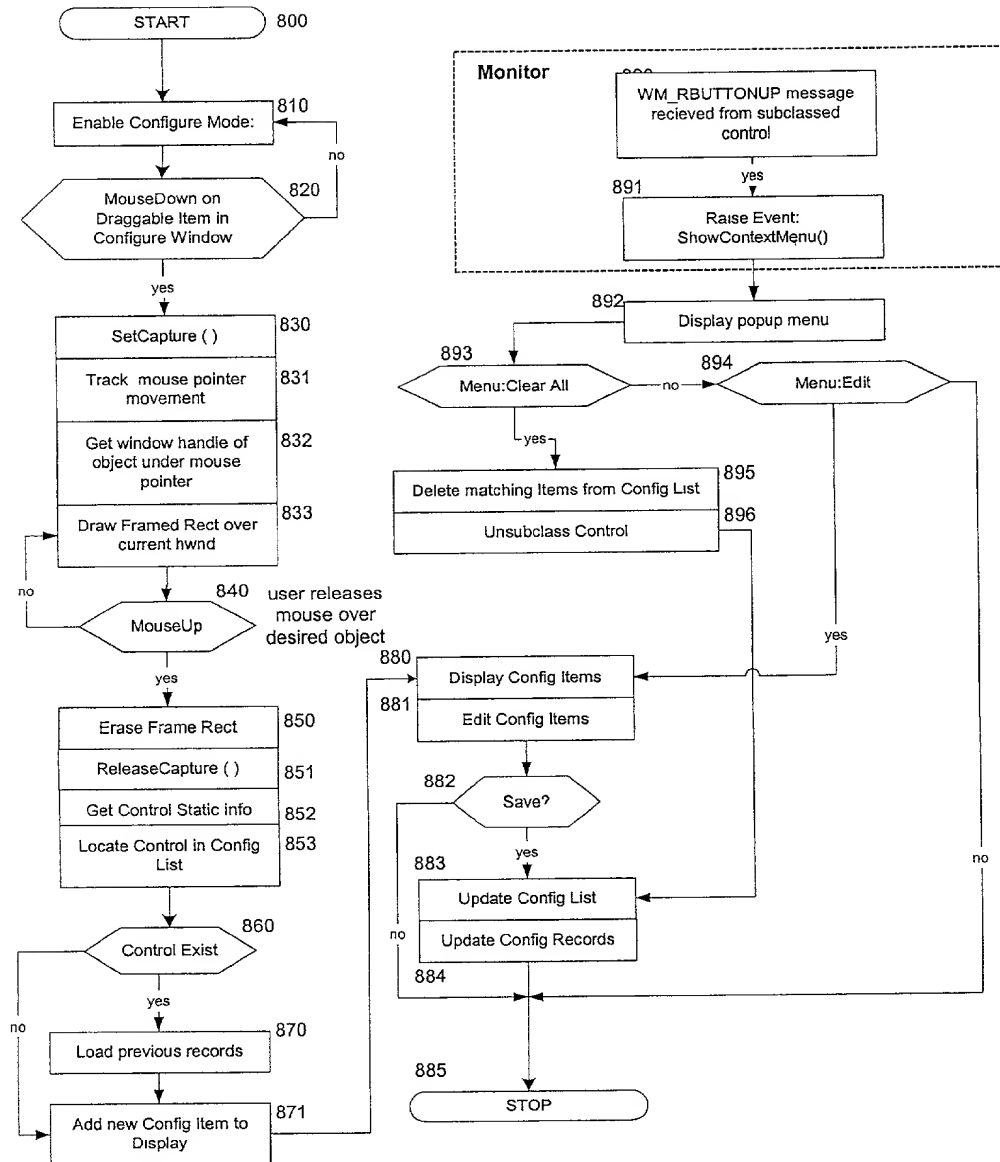 START
800
810
Enable Configure Mode:
no
820
MouseDown on
Draggable Item in
Configure Window
yes
830
SetCapture ( )
831
Track mouse pointer
movement
832
Get window handle of
object under mouse
pointer
833
Draw Framed Rect over
current hwnd
no
840
MouseUp
user releases
mouse over
desired object
yes
850
Erase Frame Rect
851
ReleaseCapture ( )
852
Get Control Static info
853
Locate Control in Config
List
860
Control Exist
yes
no
870
Load previous records
871
Add new Config Item to
Display
Monitor
WM_RBUTTONUP message
recieved from subclassed
control
yes
891
Raise Event:
ShowContextMenu()
892
Display popup menu
893
Menu:Clear All
no
894
Menu:Edit
yes
895
Delete matching Items from Config List
896
Unsubclass Control
yes
880
Display Config Items
881
Edit Config Items
882
Save?
yes
no
883
Update Config List
Update Config Records
no
884
885
STOP